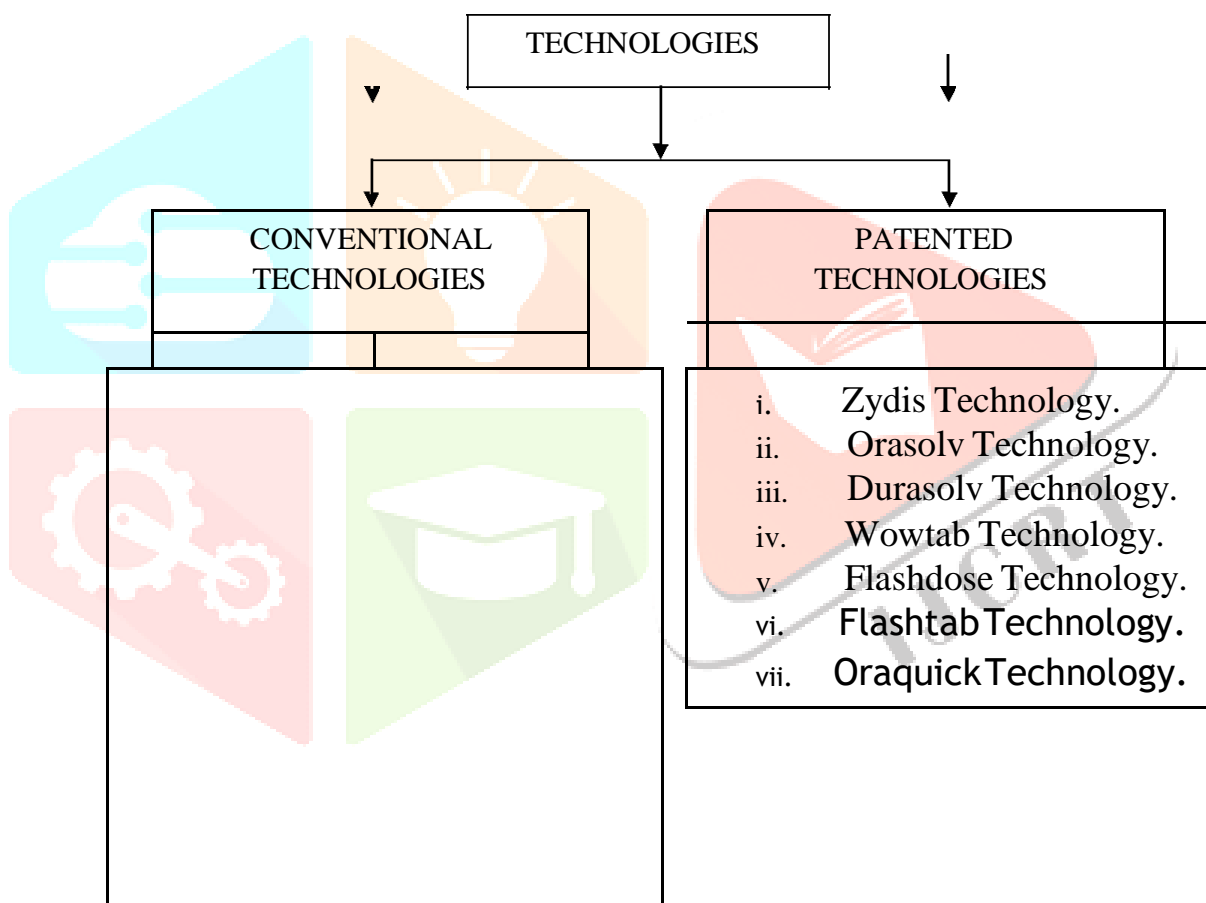 TECHNOLOGIES
CONVENTIONAL
TECHNOLOGIES
PATENTED
TECHNOLOGIES
i. Zydis Technology.
ii. Orasolv Technology.
iii. Durasolv Technology.
iv. Wowtab Technology.
v. Flashdose Technology.
vi. Flashtab Technology.
vii. Oraquick Technology.
IJCRT